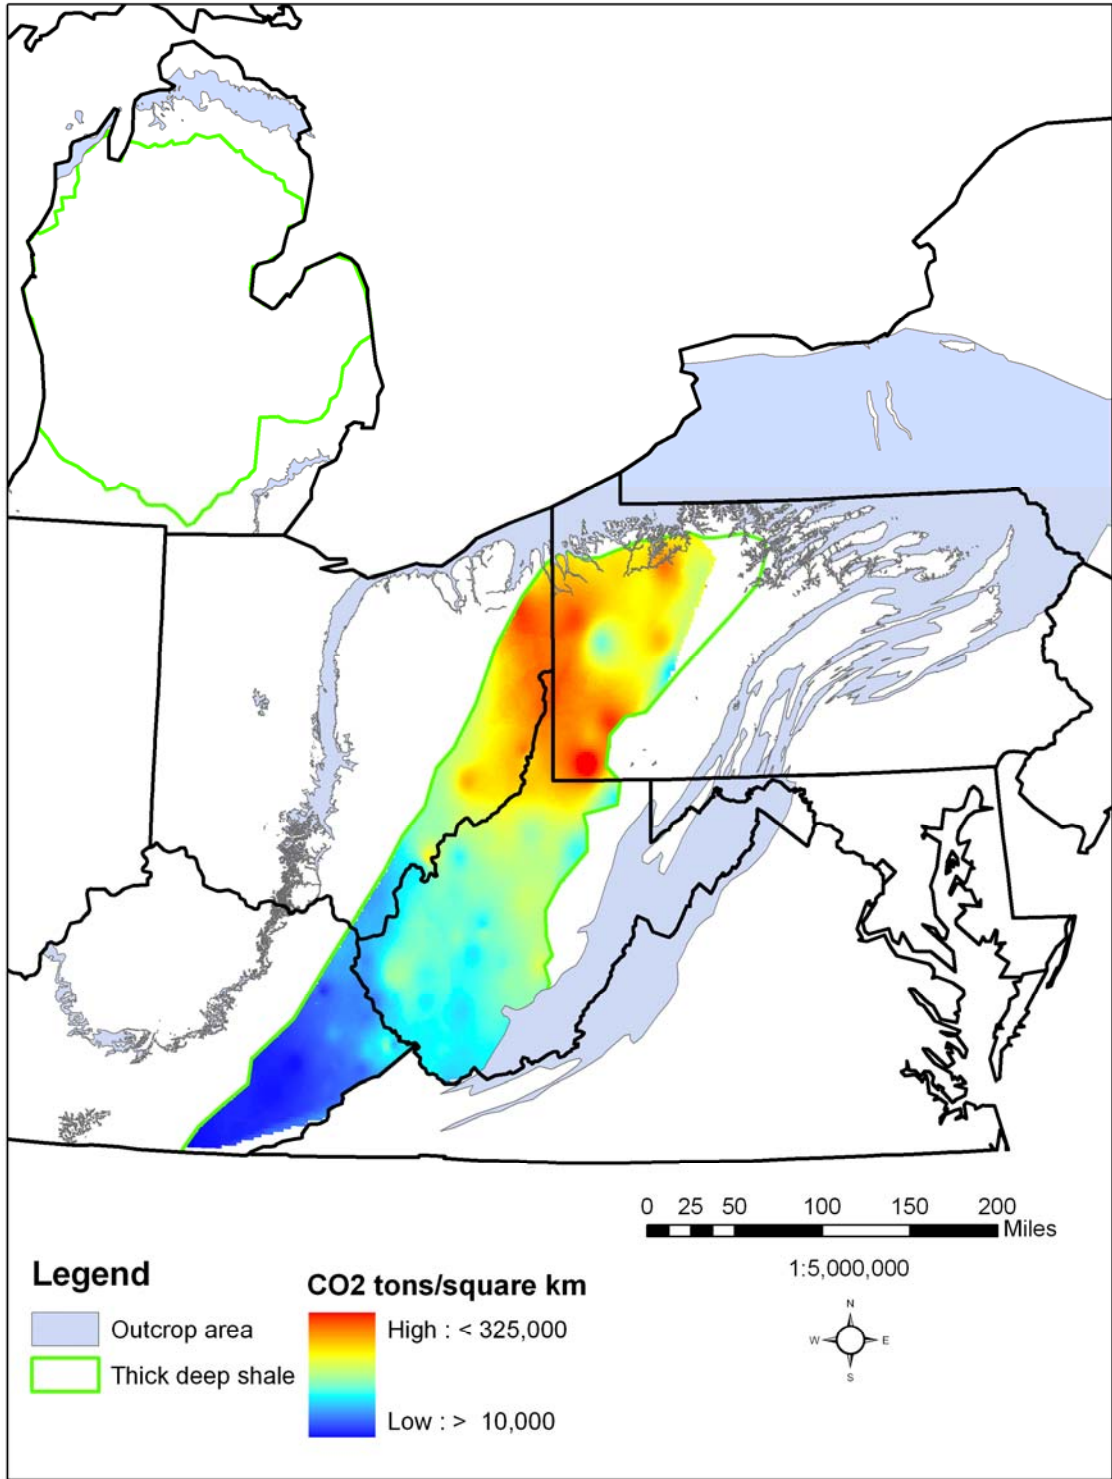 0 25 50 100 150 200
Miles
1:5,000,000
N
W E
S
Legend
Outcrop area
Thick deep shale
CO2 tons/square km
High : < 325,000
Low : > 10,000